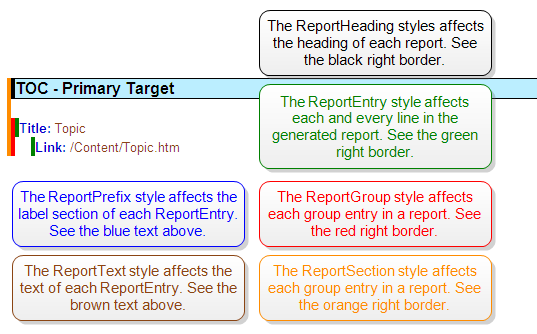 The ReportHeading styles affects
the heading of each report. See
the black right border.
TOC - Primary Target
The ReportEntry style affects
each and every line in the
generated report. See the green
right border.
Title: Topic
Link: /Content/Topic.htm
The ReportPrefix style affects the
label section of each ReportEntry.
See the blue text above.
The ReportGroup style affects
each group entry in a report. See
the red right border.
The ReportText style affects the
text of each ReportEntry. See the
brown text above.
The ReportSection style affects
each group entry in a report. See
the orange right border.